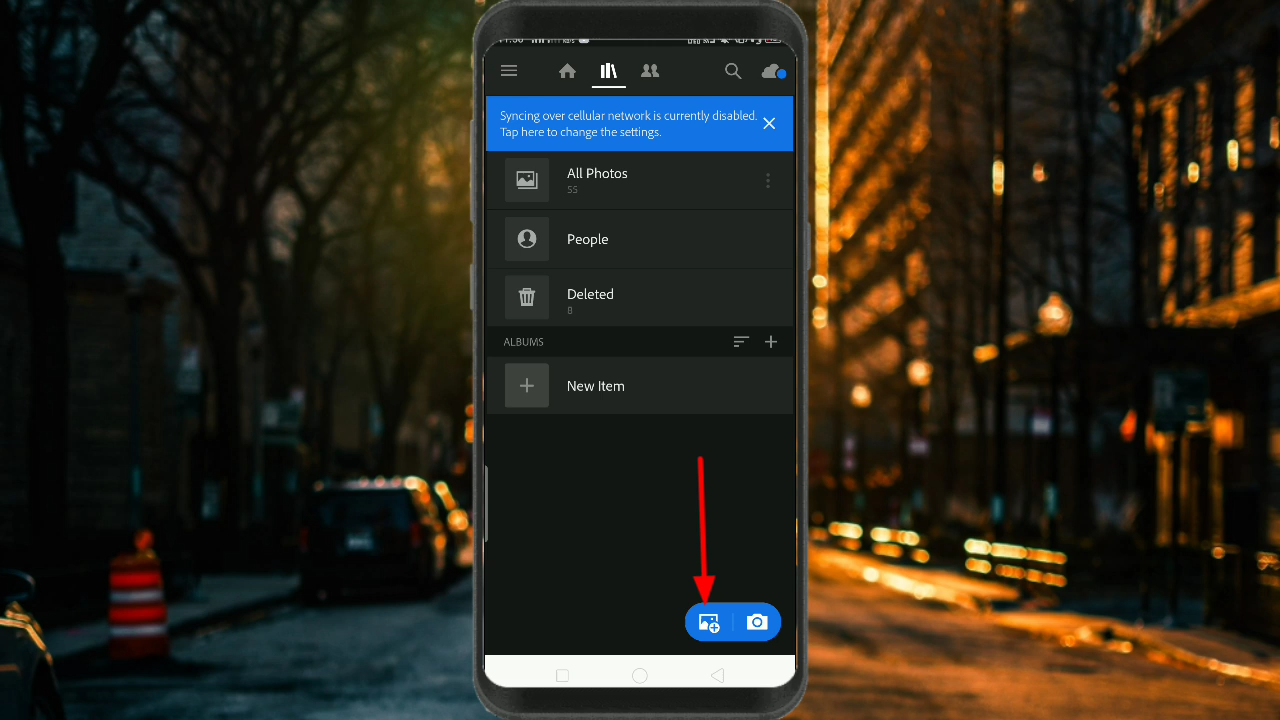 Syncing over cellular network is currently disabled.
Tap here to change the settings.
All Photos
55
People
Deleted
ALBUMS
New Item